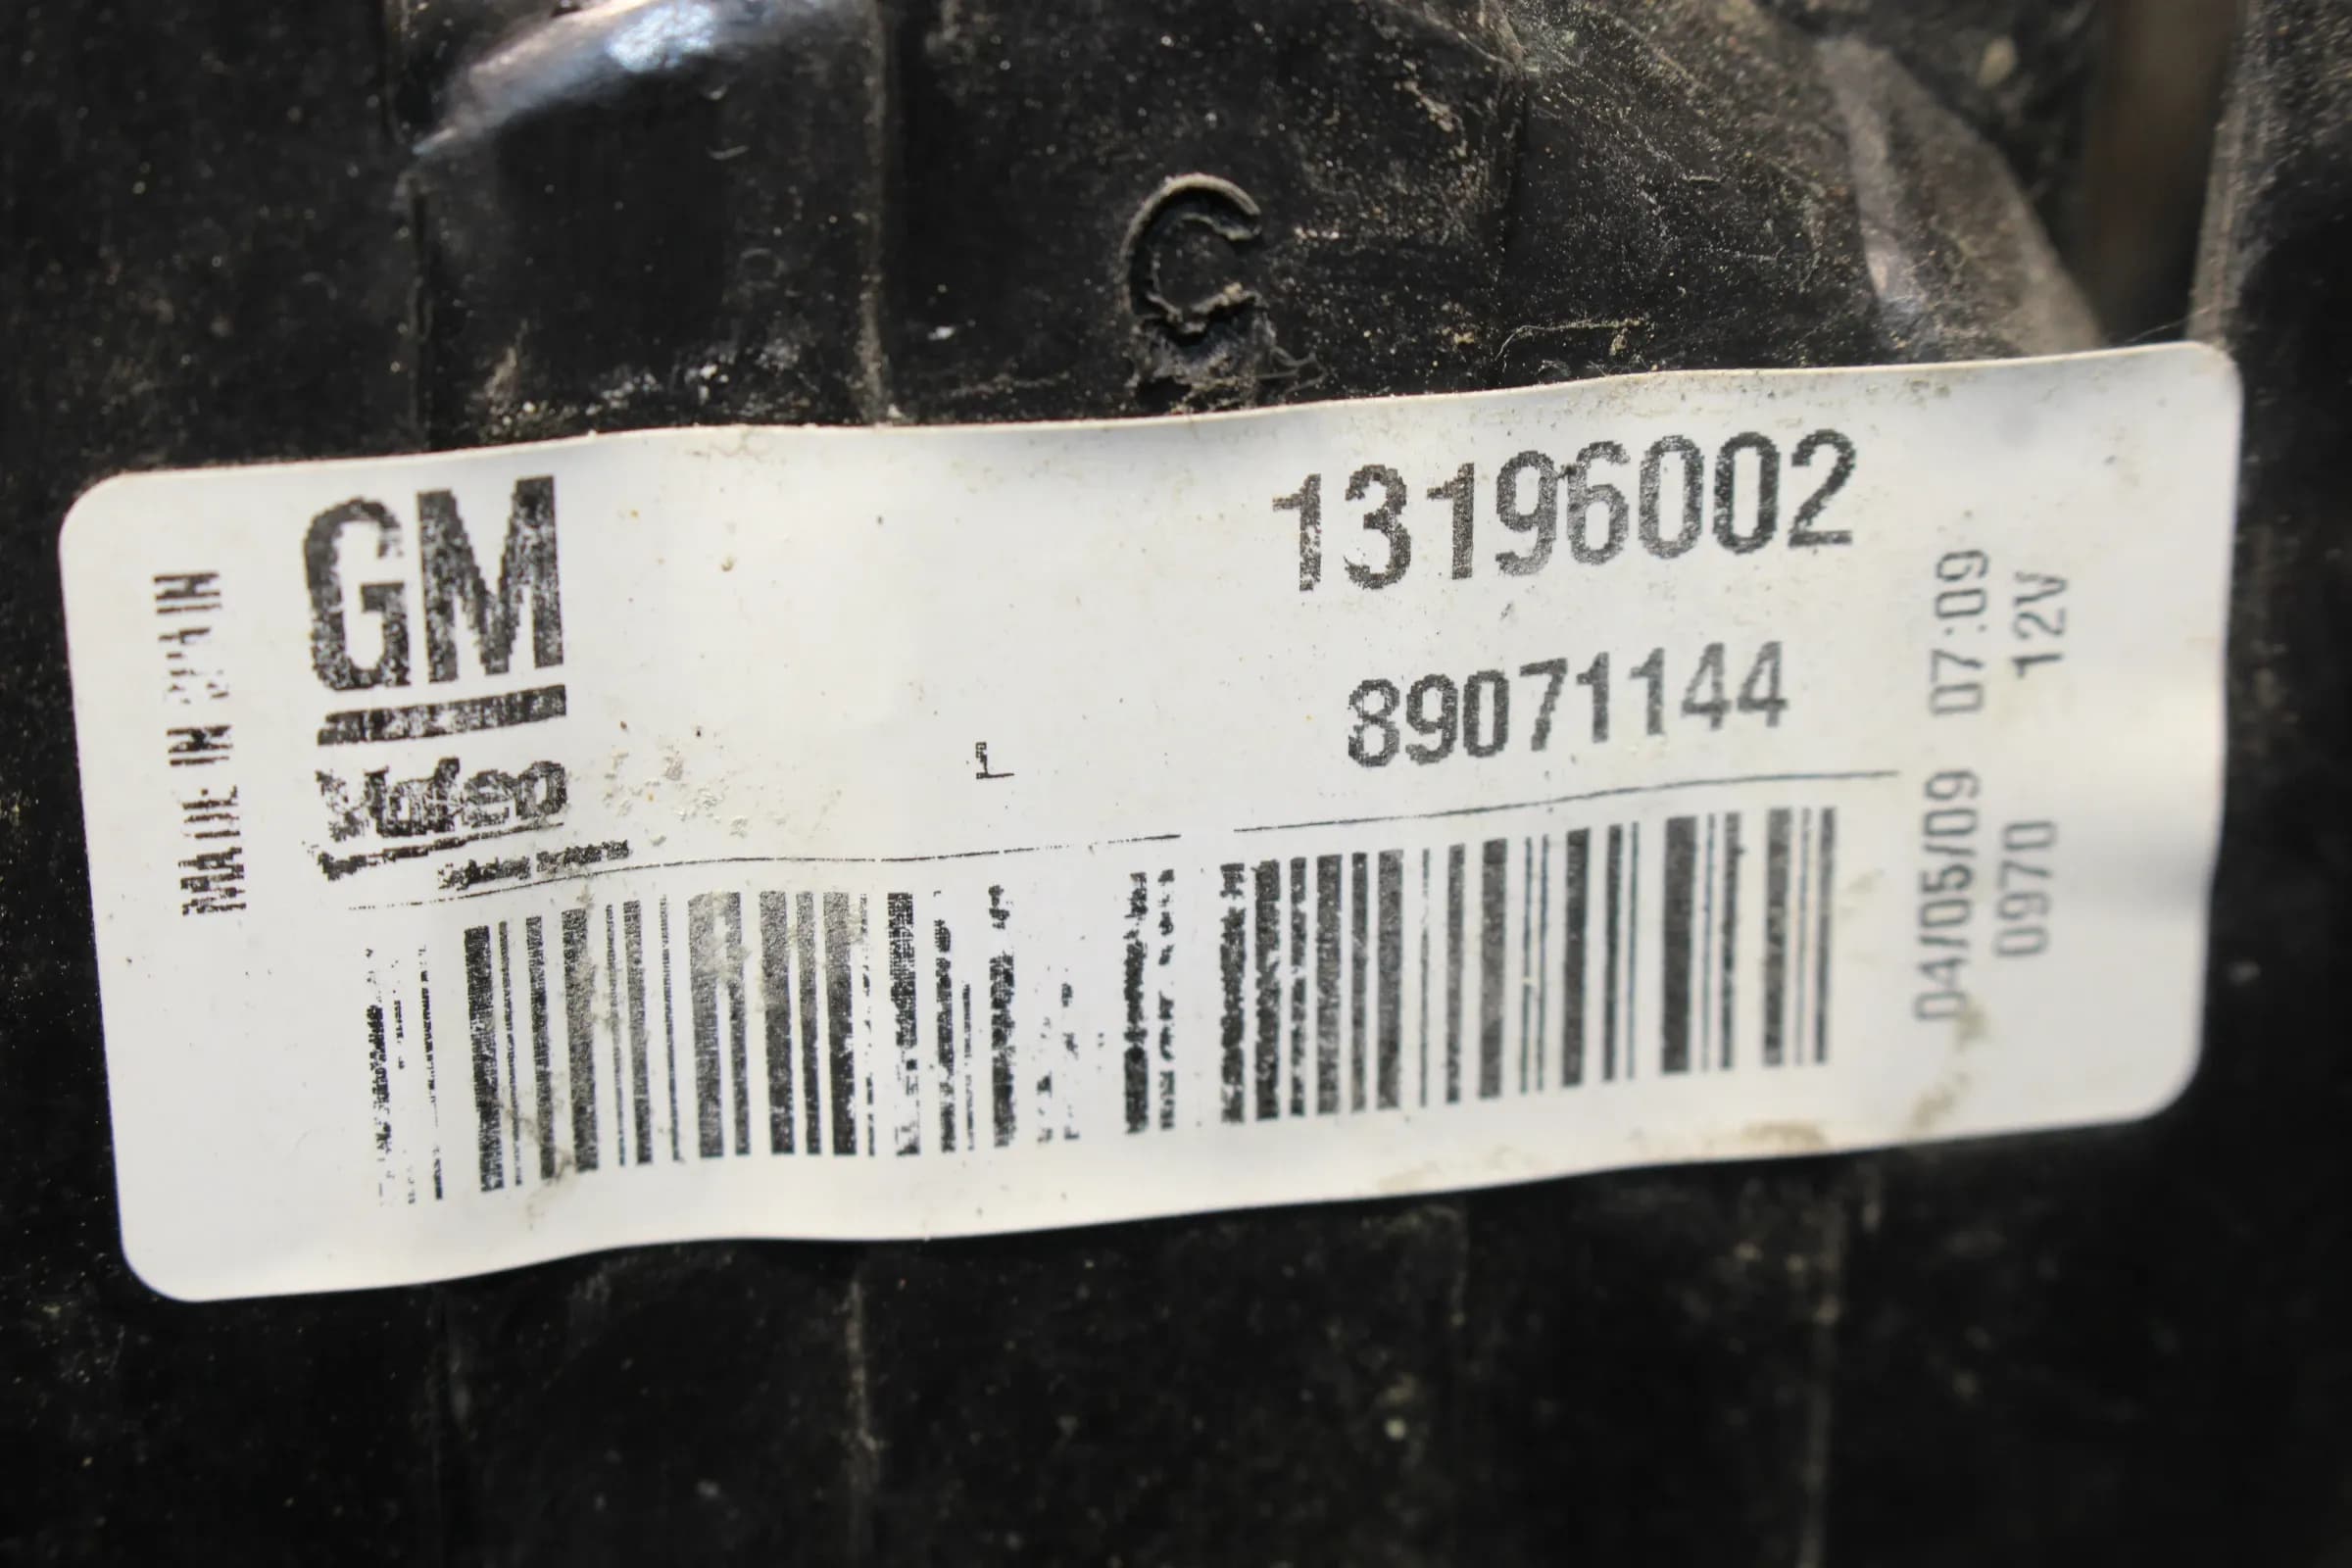 C
MADE IN SPAIN
GM
Valeo
L
13196002
89071144
04/05/09 07:09
0970 12V